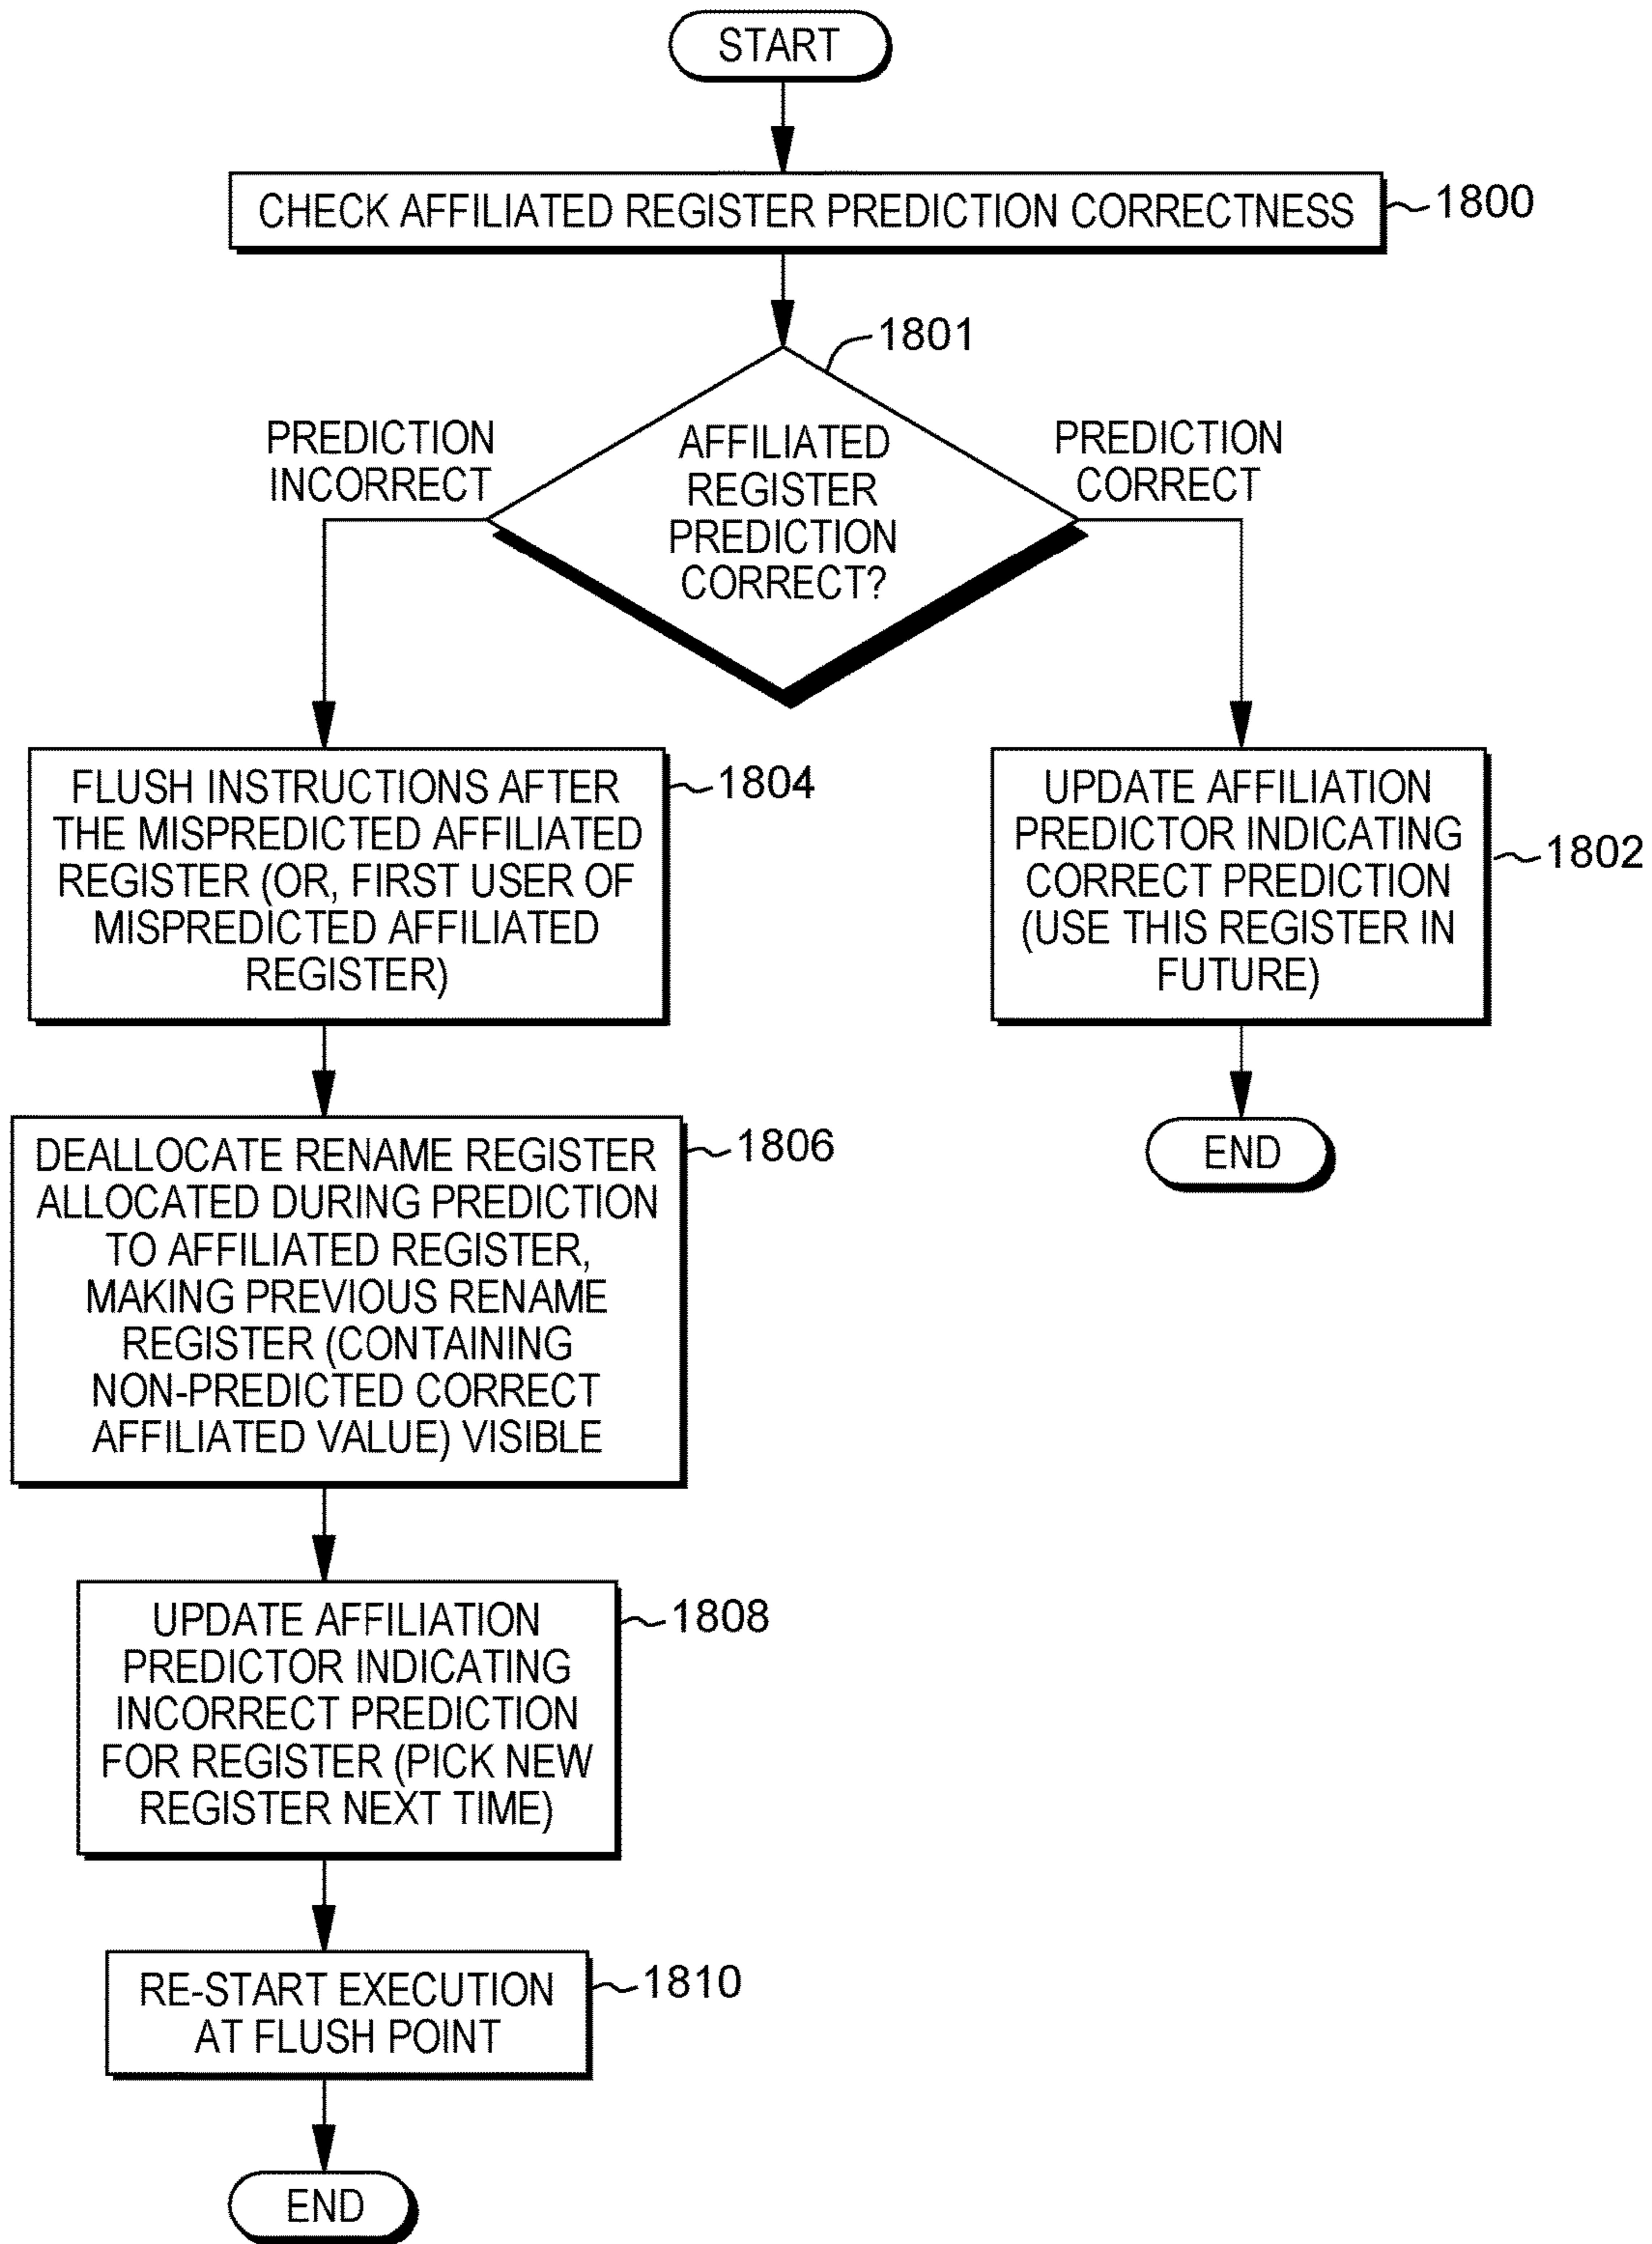 START
CHECK AFFILIATED REGISTER PREDICTION CORRECTNESS
1800
1801
AFFILIATED
REGISTER
PREDICTION
CORRECT?
PREDICTION
INCORRECT
PREDICTION
CORRECT
FLUSH INSTRUCTIONS AFTER
THE MISPREDICTED AFFILIATED
REGISTER (OR, FIRST USER OF
MISPREDICTED AFFILIATED
REGISTER)
1804
UPDATE AFFILIATION
PREDICTOR INDICATING
CORRECT PREDICTION
(USE THIS REGISTER IN
FUTURE)
1802
END
DEALLOCATE RENAME REGISTER
ALLOCATED DURING PREDICTION
TO AFFILIATED REGISTER,
MAKING PREVIOUS RENAME
REGISTER (CONTAINING
NON-PREDICTED CORRECT
AFFILIATED VALUE) VISIBLE
1806
UPDATE AFFILIATION
PREDICTOR INDICATING
INCORRECT PREDICTION
FOR REGISTER (PICK NEW
REGISTER NEXT TIME)
1808
RE-START EXECUTION
AT FLUSH POINT
1810
END